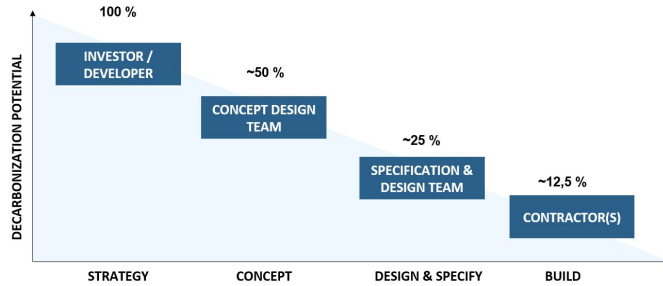 100 %
INVESTOR /
DEVELOPER
~50 %
CONCEPT DESIGN
TEAM
~25 %
SPECIFICATION &
DESIGN TEAM
~12,5 %
CONTRACTOR(S)
DECARBONIZATION POTENTIAL
STRATEGY
CONCEPT
DESIGN & SPECIFY
BUILD